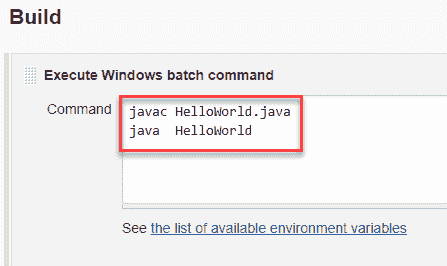 Build
Execute Windows batch command
Command
javac HelloWorld.java
java  HelloWorld
See the list of available environment variables